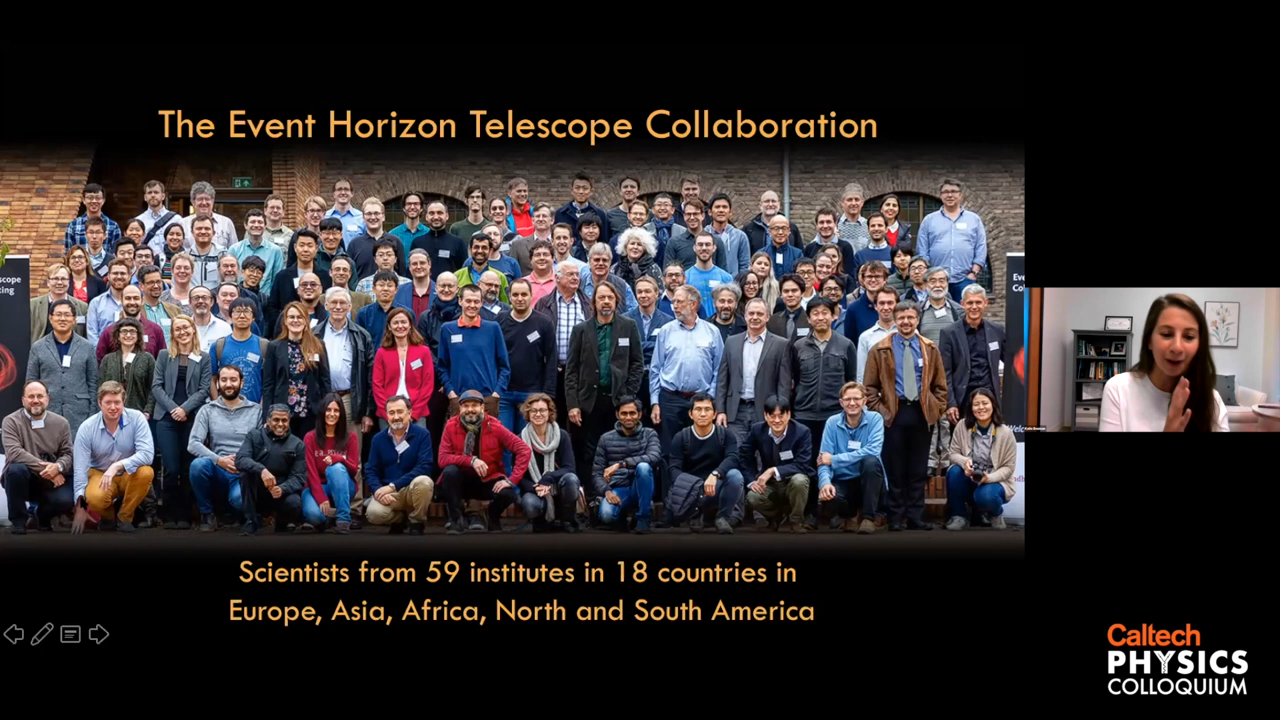 The Event Horizon Telescope Collaboration
Scientists from 59 institutes in 18 countries in
Europe, Asia, Africa, North and South America
Caltech
PHYSICS
COLLOQUIUM